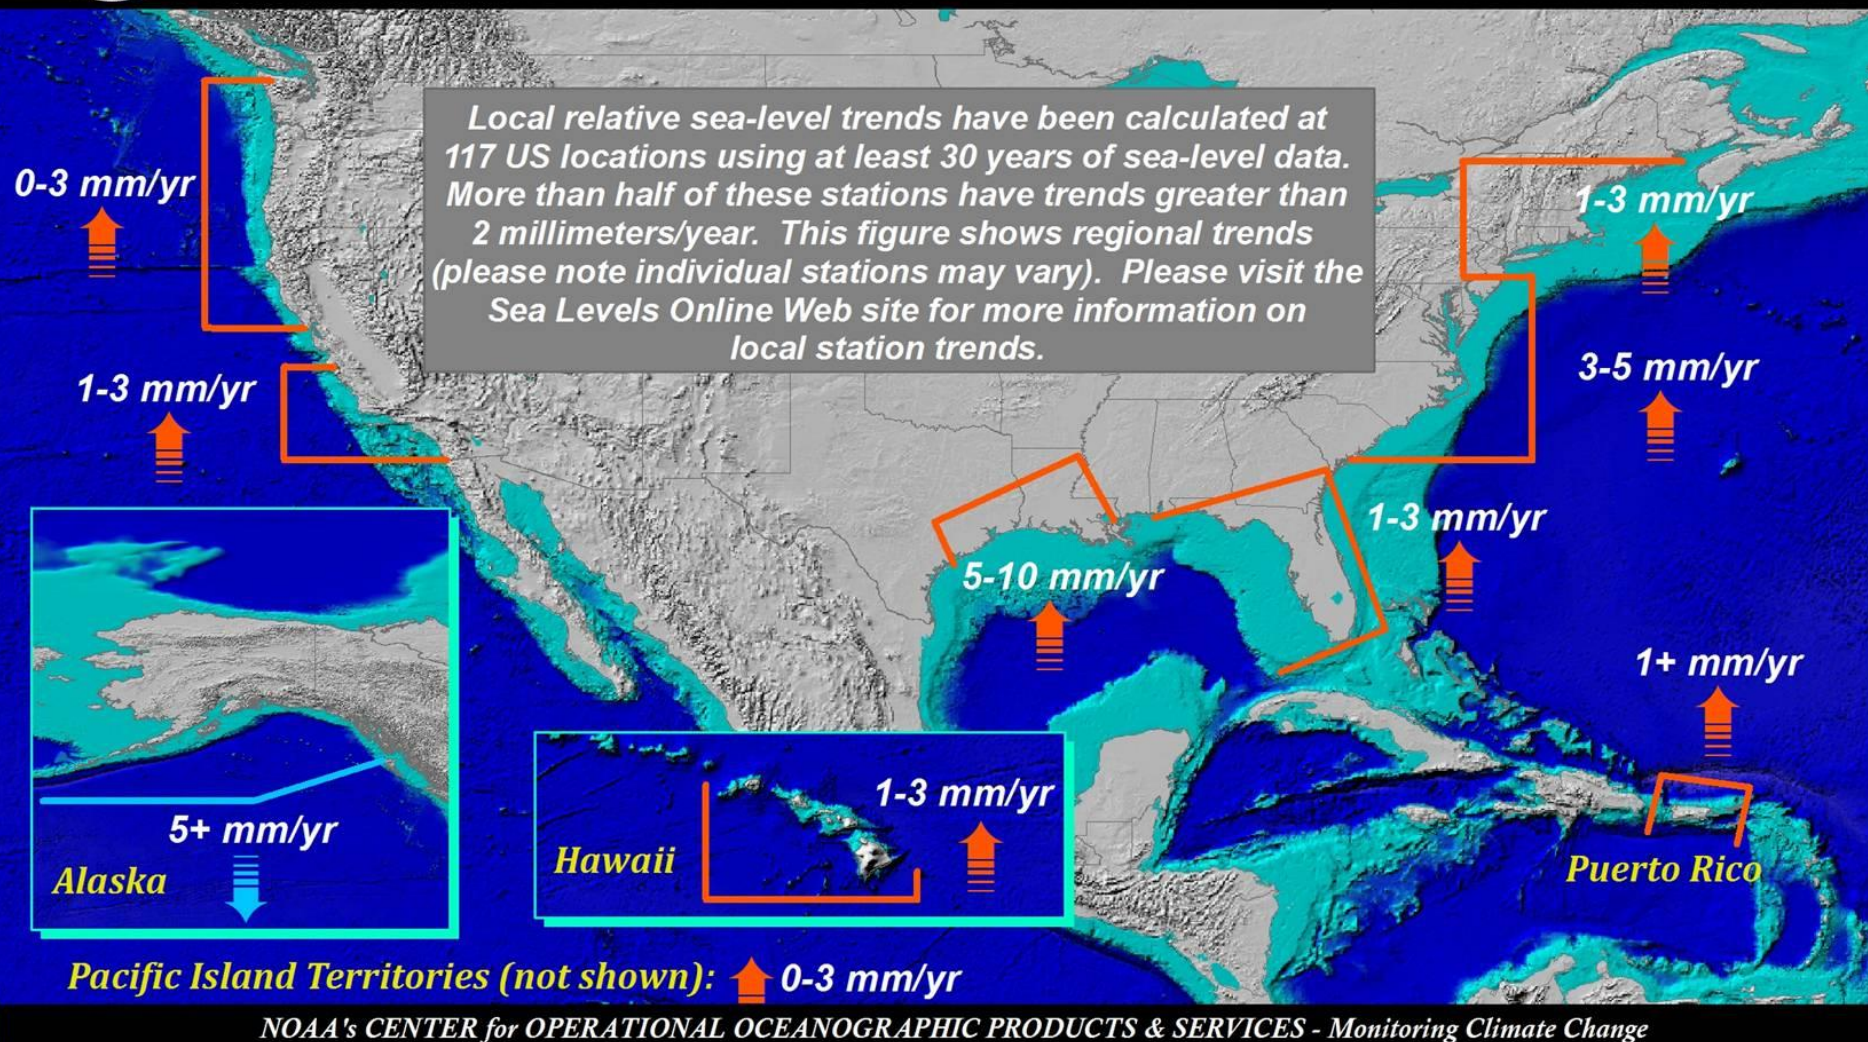 Local relative sea-level trends have been calculated at
117 US locations using at least 30 years of sea-level data.
More than half of these stations have trends greater than
2 millimeters/year. This figure shows regional trends
(please note individual stations may vary). Please visit the
Sea Levels Online Web site for more information on
local station trends.
0-3 mm/yr
1-3 mm/yr
1-3 mm/yr
3-5 mm/yr
1-3 mm/yr
5-10 mm/yr
1+ mm/yr
Puerto Rico
5+ mm/yr
Alaska
1-3 mm/yr
Hawaii
Pacific Island Territories (not shown): 0-3 mm/yr
NOAA's CENTER for OPERATIONAL OCEANOGRAPHIC PRODUCTS & SERVICES - Monitoring Climate Change